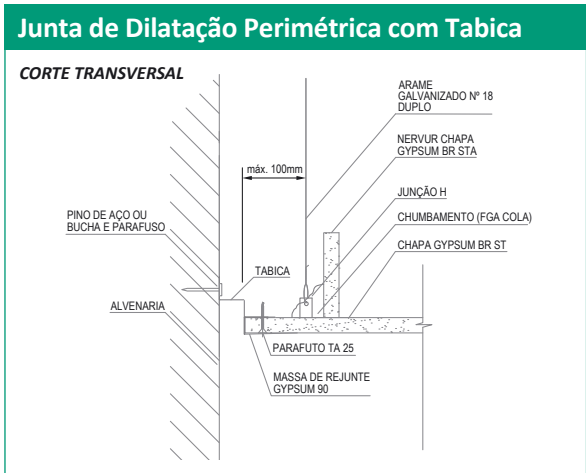 Junta de Dilatação Perimétrica com Tabica
CORTE TRANSVERSAL
ARAME
GALVANIZADO Nº 18
DUPLO
NERVUR CHAPA
GYPSUM BR STA
máx. 100mm
JUNÇÃO H
PINO DE AÇO OU
BUCHA E PARAFUSO
CHUMBAMENTO (FGA COLA)
CHAPA GYPSUM BR ST
TABICA
ALVENARIA
PARAFUTO TA 25
MASSA DE REJUNTE
GYPSUM 90